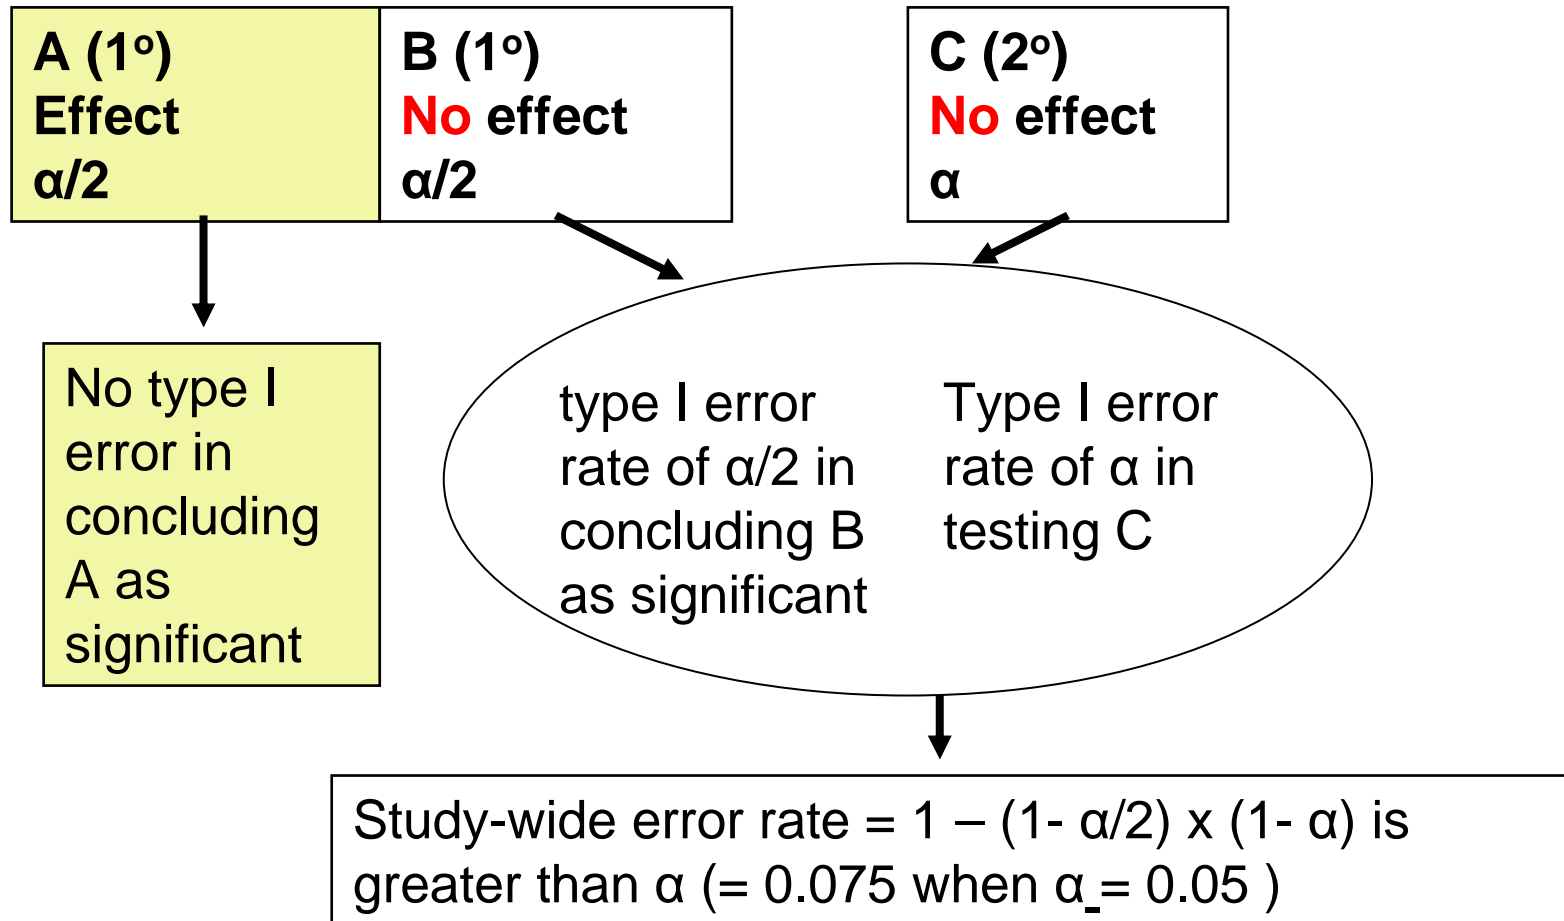 A (1º)
Effect
α/2
B (1º)
No effect
α/2
C (2º)
No effect
α
No type I
error in
concluding
A as
significant
type I error
rate of α/2 in
concluding B
as significant
Type I error
rate of α in
testing C
Study-wide error rate = 1 – (1- α/2) x (1- α) is
greater than α (= 0.075 when α = 0.05 )